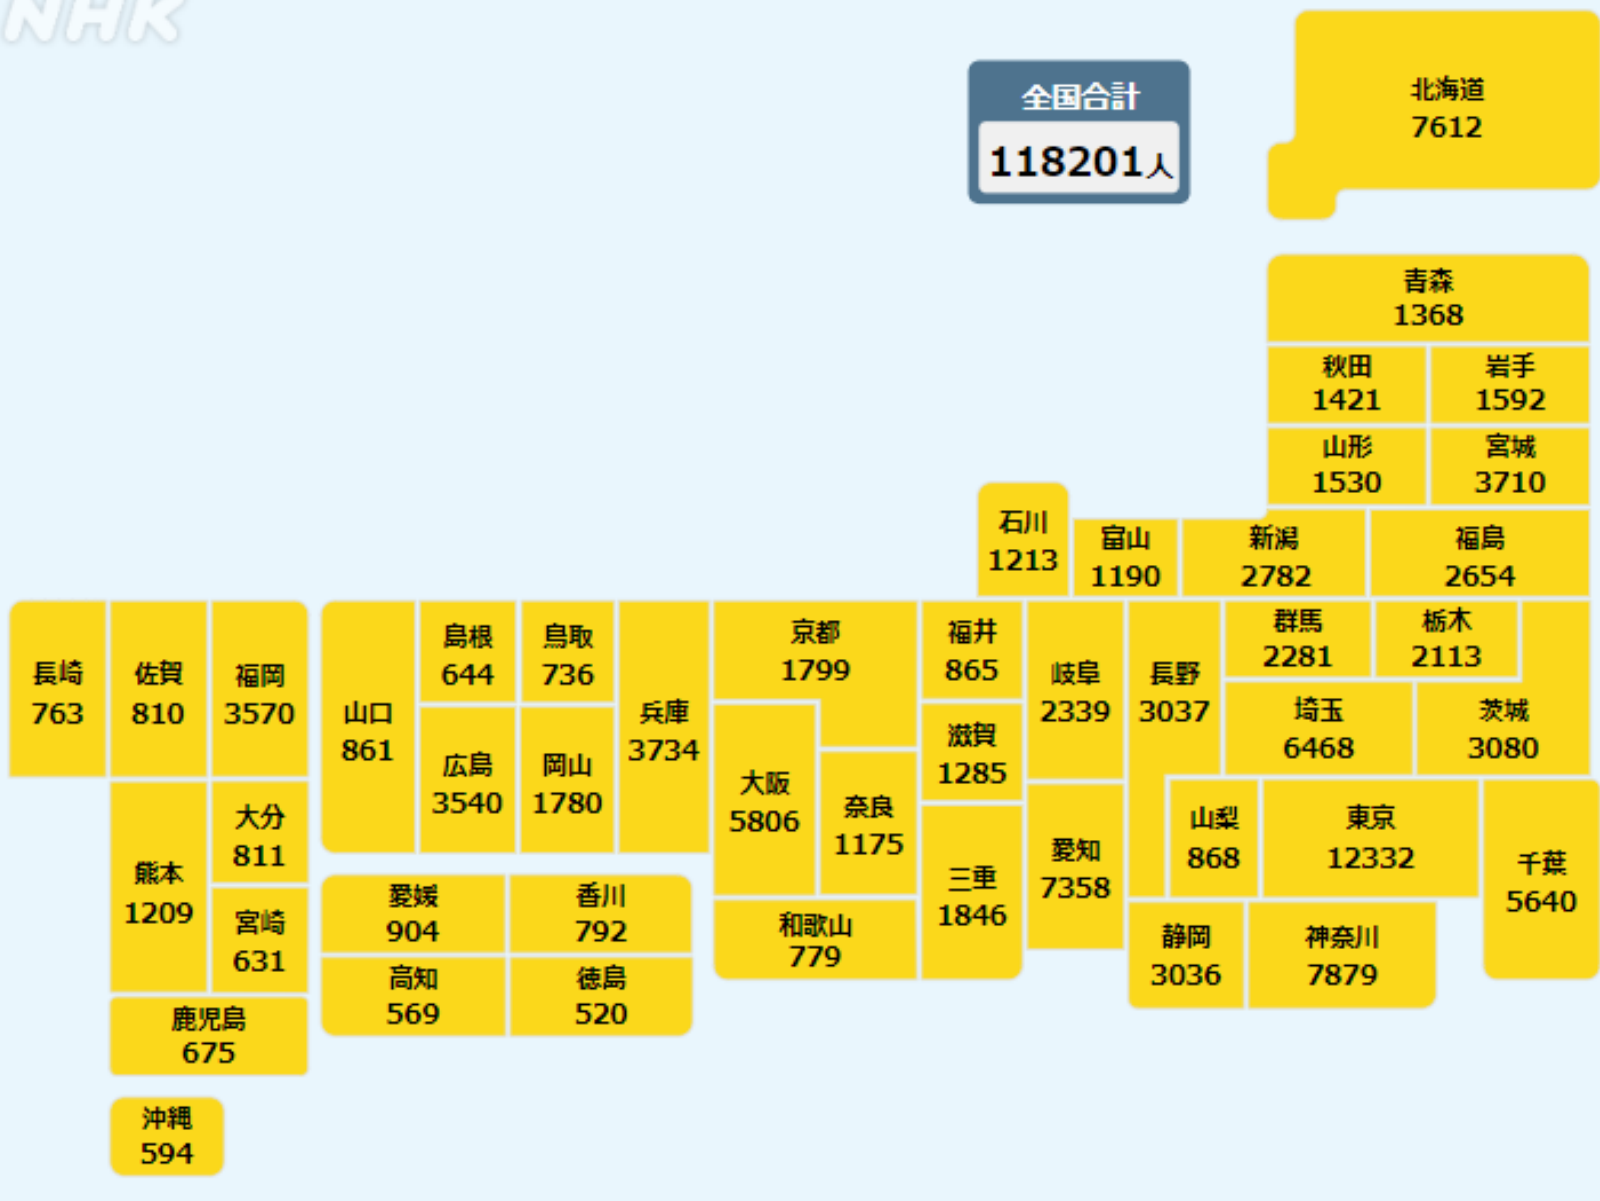 NHK
全国合計
118201人
北海道
7612
青森
1368
秋田
1421
岩手
1592
山形
1530
宮城
3710
石川
1213
富山
1190
新潟
2782
福島
2654
長崎
763
佐賀
810
福岡
3570
山口
861
島根
644
鳥取
736
兵庫
3734
京都
1799
福井
865
岐阜
2339
長野
3037
群馬
2281
栃木
2113
広島
3540
岡山
1780
大阪
5806
奈良
1175
滋賀
1285
埼玉
6468
茨城
3080
熊本
1209
大分
811
宮崎
631
愛媛
904
香川
792
高知
569
徳島
520
和歌山
779
三重
1846
愛知
7358
山梨
868
東京
12332
千葉
5640
静岡
3036
神奈川
7879
鹿児島
675
沖縄
594